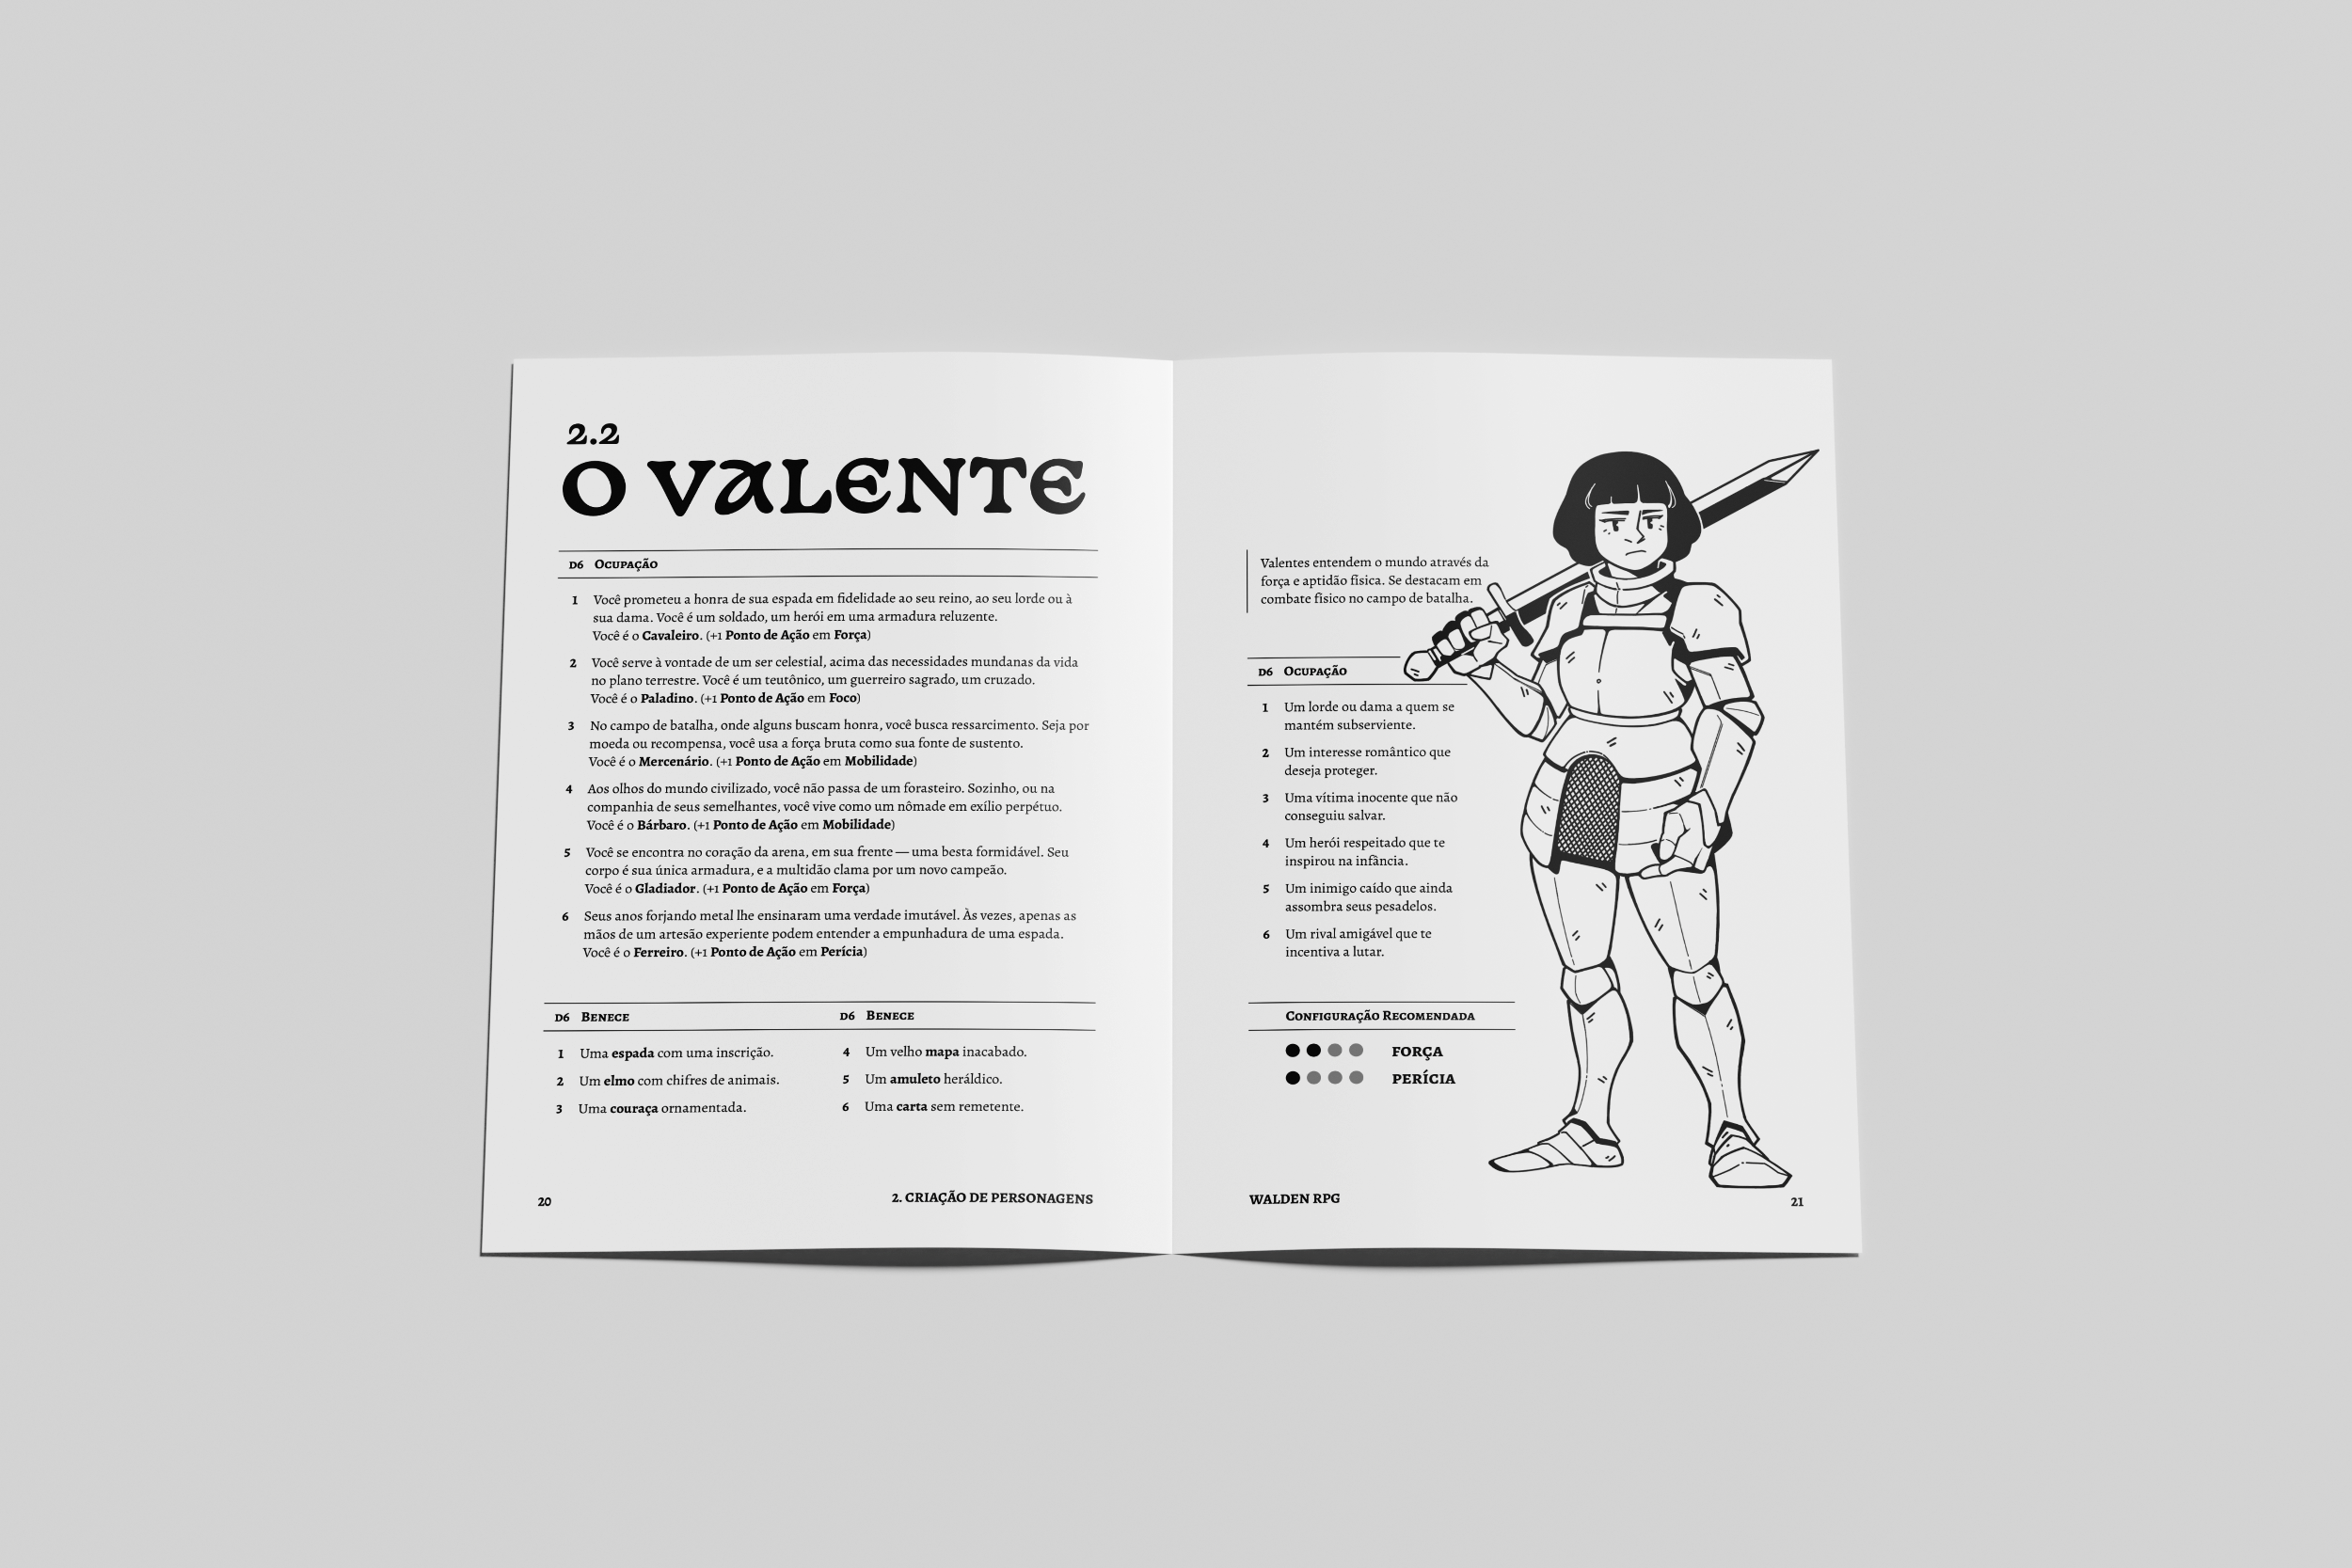 2.2
O VALENTE
D6 Ocupação
1 Você prometeu a honra de sua espada em fidelidade ao seu reino, ao seu lorde ou à
sua dama. Você é um soldado, um herói em uma armadura reluzente.
Você é o Cavaleiro. (+1 Ponto de Ação em Força)
2 Você serve à vontade de um ser celestial, acima das necessidades mundanas da vida
no plano terrestre. Você é um teutônico, um guerreiro sagrado, um cruzado.
Você é o Paladino. (+1 Ponto de Ação em Foco)
3 No campo de batalha, onde alguns buscam honra, você busca ressarcimento. Seja por
moeda ou recompensa, você usa a força bruta como sua fonte de sustento.
Você é o Mercenário. (+1 Ponto de Ação em Mobilidade)
4 Aos olhos do mundo civilizado, você não passa de um forasteiro. Sozinho, ou na
companhia de seus semelhantes, você vive como um nômade em exílio perpétuo.
Você é o Bárbaro. (+1 Ponto de Ação em Mobilidade)
5 Você se encontra no coração da arena, em sua frente — uma besta formidável. Seu
corpo é sua única armadura, e a multidão clama por um novo campeão.
Você é o Gladiador. (+1 Ponto de Ação em Força)
6 Seus anos forjando metal lhe ensinaram uma verdade imutável. Às vezes, apenas as
mãos de um artesão experiente podem entender a empunhadura de uma espada.
Você é o Ferreiro. (+1 Ponto de Ação em Perícia)
D6 Benece
1 Uma espada com uma inscrição.
2 Um elmo com chifres de animais.
3 Uma couraça ornamentada.
D6 Benece
4 Um velho mapa inacabado.
5 Um amuleto heráldico.
6 Uma carta sem remetente.
20
2. CRIAÇÃO DE PERSONAGENS
Valentes entendem o mundo através da
força e aptidão física. Se destacam em
combate físico no campo de batalha.
D6 Ocupação
1 Um lorde ou dama a quem se
mantém subserviente.
2 Um interesse romântico que
deseja proteger.
3 Uma vítima inocente que não
conseguiu salvar.
4 Um herói respeitado que te
inspirou na infância.
5 Um inimigo caído que ainda
assombra seus pesadelos.
6 Um rival amigável que te
incentiva a lutar.
Configuração Recomendada
FORÇA
PERÍCIA
WALDEN RPG
21